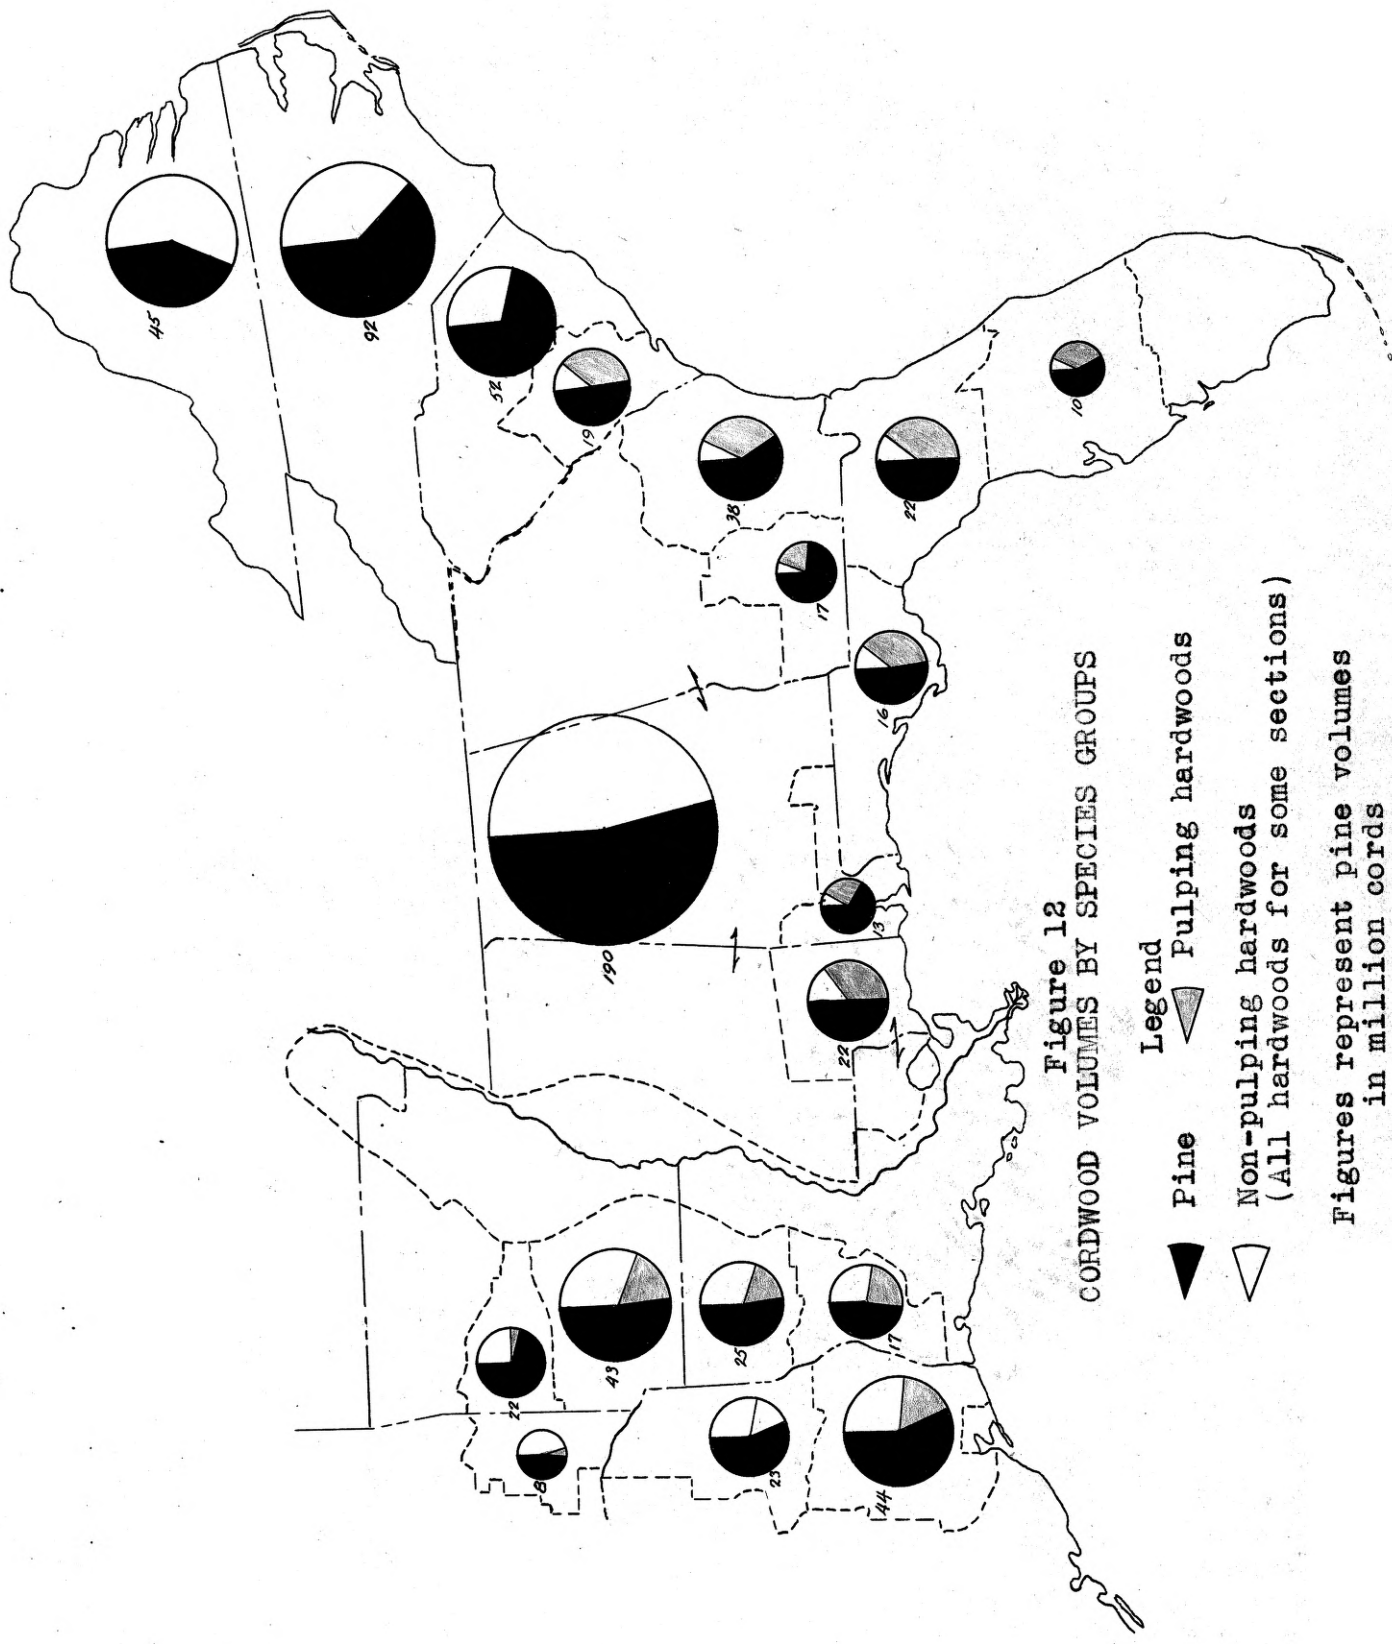 45
92
52
19
38
17
22
10
16
190
13
22
22
43
8
25
17
23
44
Figure 12
CORDWOOD VOLUMES BY SPECIES GROUPS
Legend
Pine Pulping hardwoods
Non-pulping hardwoods
(All hardwoods for some sections)
Figures represent pine volumes
in million cords